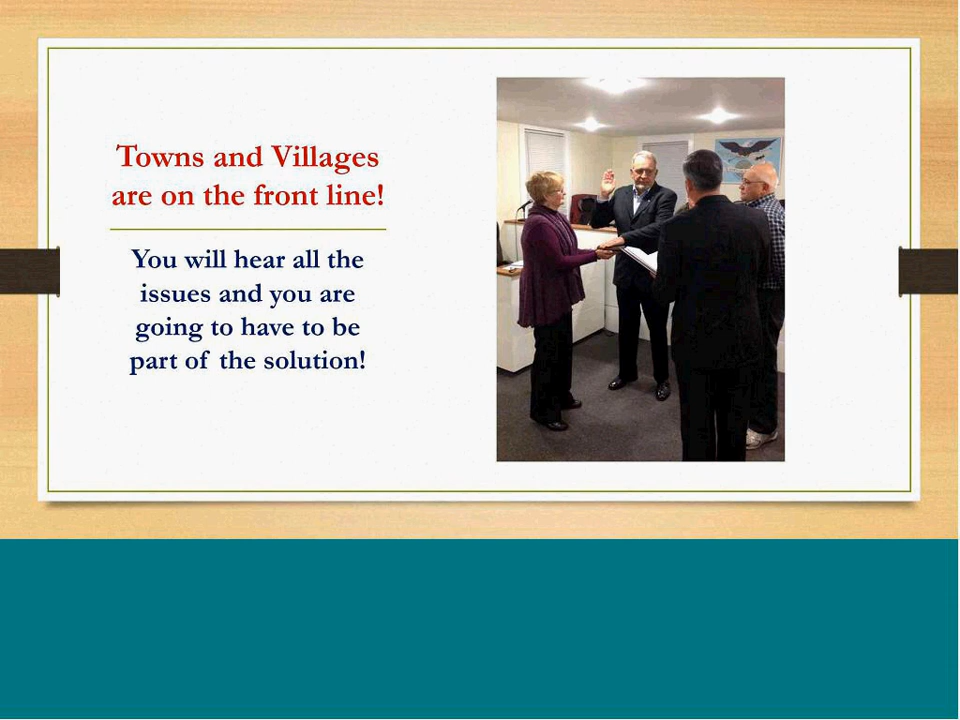 Towns and Villages
are on the front line!
You will hear all the
issues and you are
going to have to be
part of the solution!